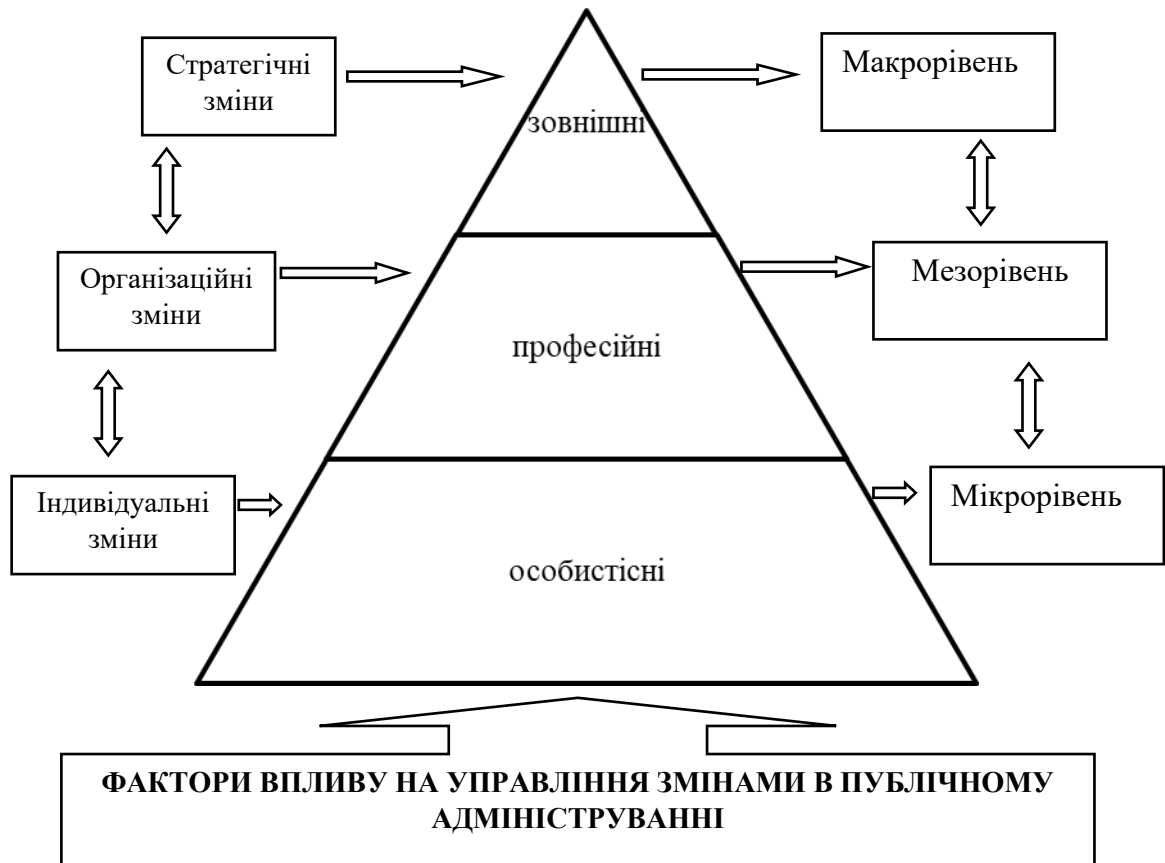 Стратегічні
зміни
зовнішні
Макрорівень
Організаційні
зміни
професійні
Мезорівень
Індивідуальні
зміни
особистісні
Мікрорівень
ФАКТОРИ ВПЛИВУ НА УПРАВЛІННЯ ЗМІНАМИ В ПУБЛІЧНОМУ
АДМІНІСТРУВАННІ